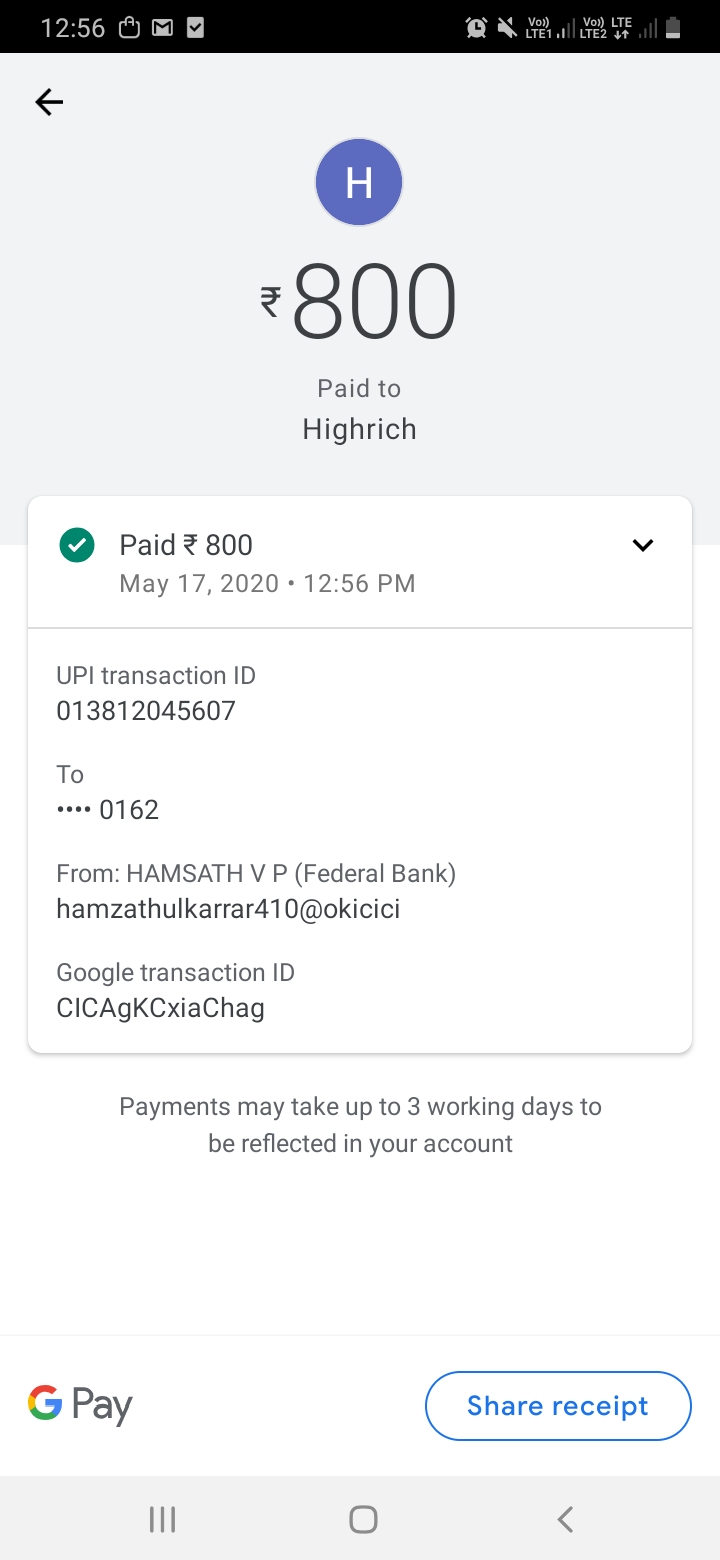 12:56
Vo)) LTE1 Vo)) LTE2 LTE
H
₹800
Paid to
Highrich
Paid ₹ 800
May 17, 2020 • 12:56 PM
UPI transaction ID
013812045607
To
•••• 0162
From: HAMSATH V P (Federal Bank)
hamzathulkarrar410@okicici
Google transaction ID
CICAgKCxiaChag
Payments may take up to 3 working days to
be reflected in your account
G Pay
Share receipt